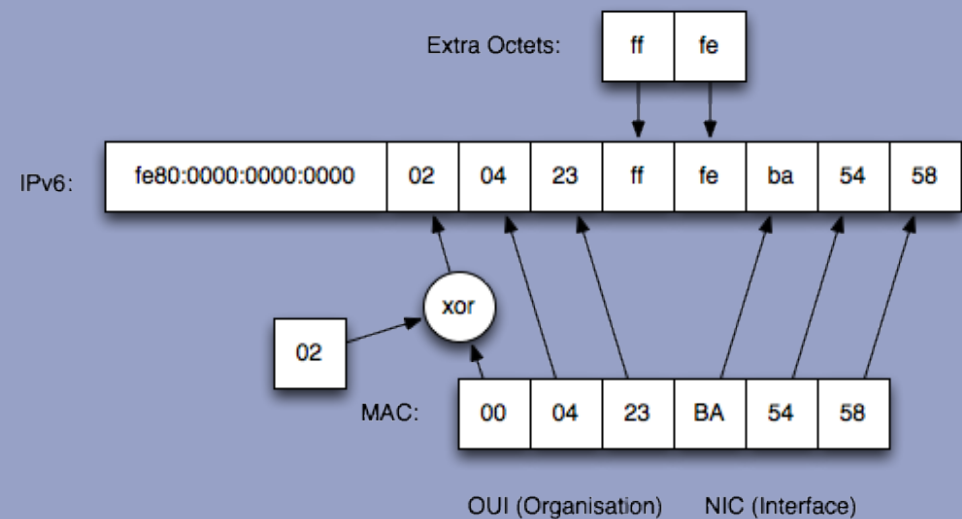 Extra Octets: ff fe
IPv6: fe80:0000:0000:0000 02 04 23 ff fe ba 54 58
xor
02
MAC: 00 04 23 BA 54 58
OUI (Organisation) NIC (Interface)